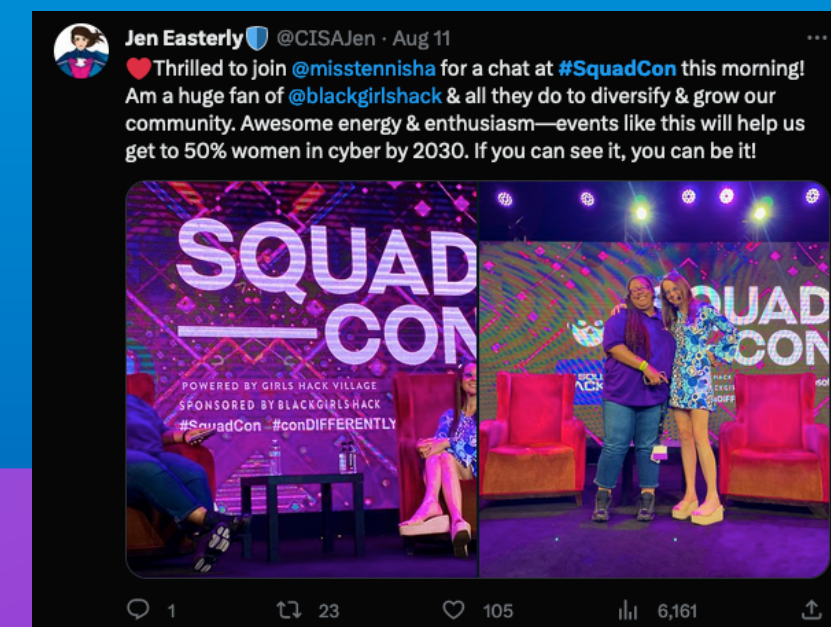 Jen Easterly🛡️ @CISAJen · Aug 11
❤️Thrilled to join @misstennisha for a chat at #SquadCon this morning!
Am a huge fan of @blackgirlshack & all they do to diversify & grow our
community. Awesome energy & enthusiasm—events like this will help us
get to 50% women in cyber by 2030. If you can see it, you can be it!
SQUAD
CON
POWERED BY GIRLS HACK VILLAGE
SPONSORED BY BLACKGIRLSHACK
#SquadCon #conDIFFERENTLY
QUAD
CON
1 23 105 6,161